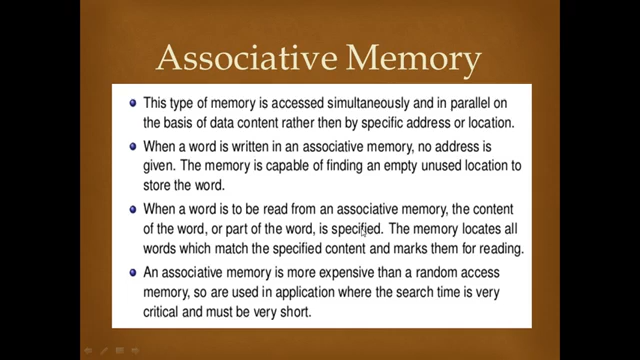 Associative Memory
This type of memory is accessed simultaneously and in parallel on
the basis of data content rather then by specific address or location.
When a word is written in an associative memory, no address is
given. The memory is capable of finding an empty unused location to
store the word.
When a word is to be read from an associative memory, the content
of the word, or part of the word, is specified. The memory locates all
words which match the specified content and marks them for reading.
An associative memory is more expensive than a random access
memory, so are used in application where the search time is very
critical and must be very short.